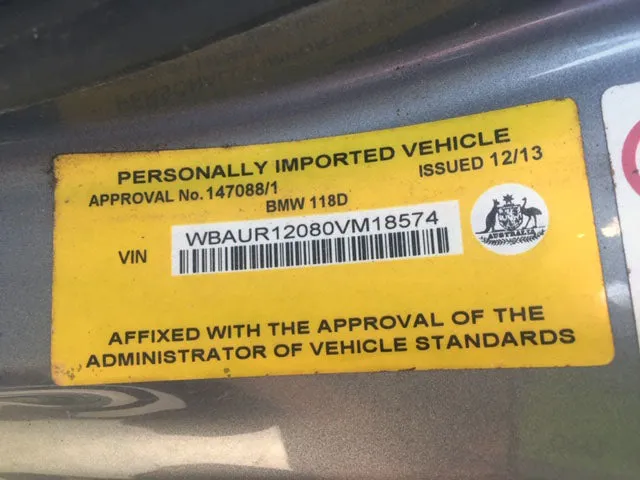 PERSONALLY IMPORTED VEHICLE
APPROVAL No.147088/1
ISSUED 12/13
BMW 118D
VIN
WBAUR12080VM18574
AUSTRALIA
AFFIXED WITH THE APPROVAL OF THE
ADMINISTRATOR OF VEHICLE STANDARDS